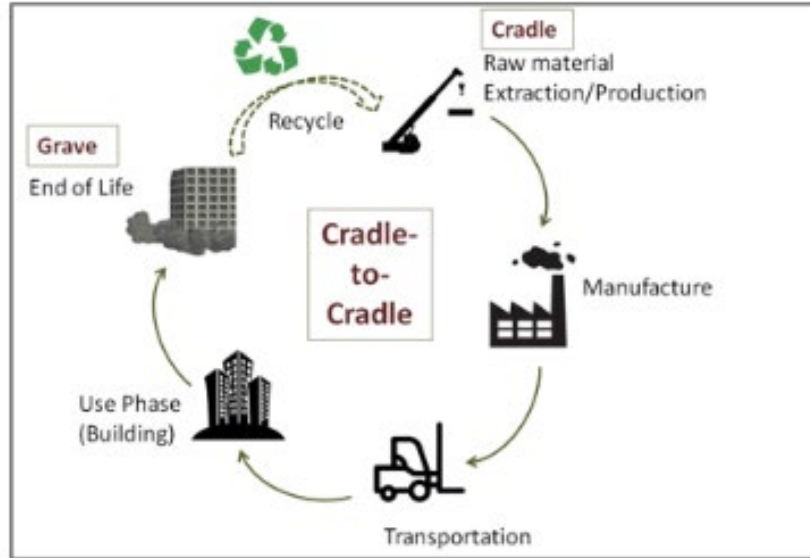 Cradle
Raw material
Extraction/Production
Recycle
Grave
End of Life
Cradle-
to-
Cradle
Manufacture
Use Phase
(Building)
Transportation